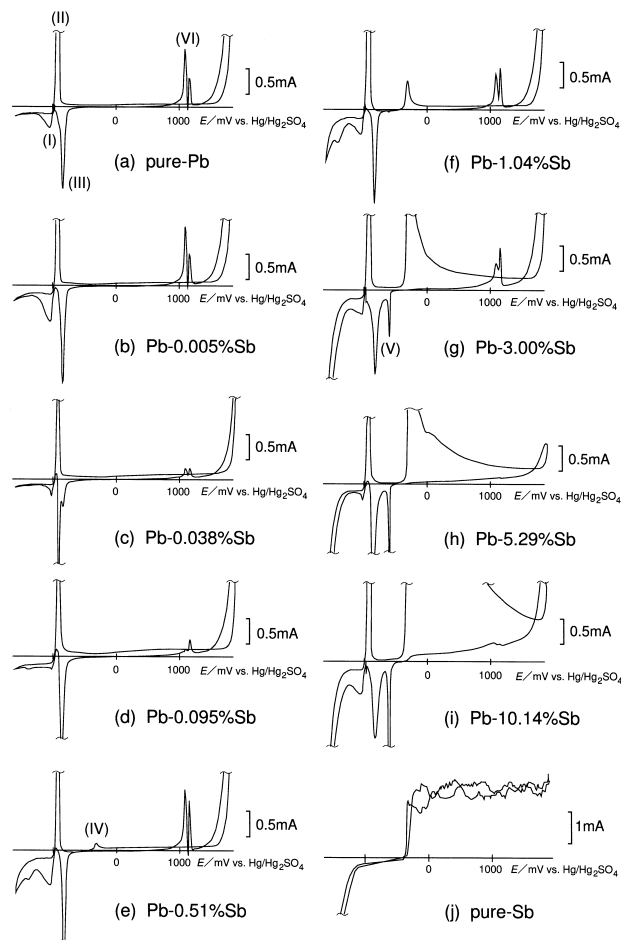 (II)
(VI)
0.5mA
0 1000 E/mV vs. Hg/Hg2SO4
(I)
(III)
(a) pure-Pb
0.5mA
0 1000 E/mV vs. Hg/Hg2SO4
(b) Pb-0.005%Sb
0.5mA
0 1000 E/mV vs. Hg/Hg2SO4
(c) Pb-0.038%Sb
0.5mA
0 1000 E/mV vs. Hg/Hg2SO4
(d) Pb-0.095%Sb
0.5mA
(IV)
0 1000 E/mV vs. Hg/Hg2SO4
(e) Pb-0.51%Sb
0.5mA
0 1000 E/mV vs. Hg/Hg2SO4
(f) Pb-1.04%Sb
0.5mA
0 1000 E/mV vs. Hg/Hg2SO4
(V)
(g) Pb-3.00%Sb
0.5mA
0 1000 E/mV vs. Hg/Hg2SO4
(h) Pb-5.29%Sb
0.5mA
0 1000 E/mV vs. Hg/Hg2SO4
(i) Pb-10.14%Sb
1mA
0 1000 E/mV vs. Hg/Hg2SO4
(j) pure-Sb